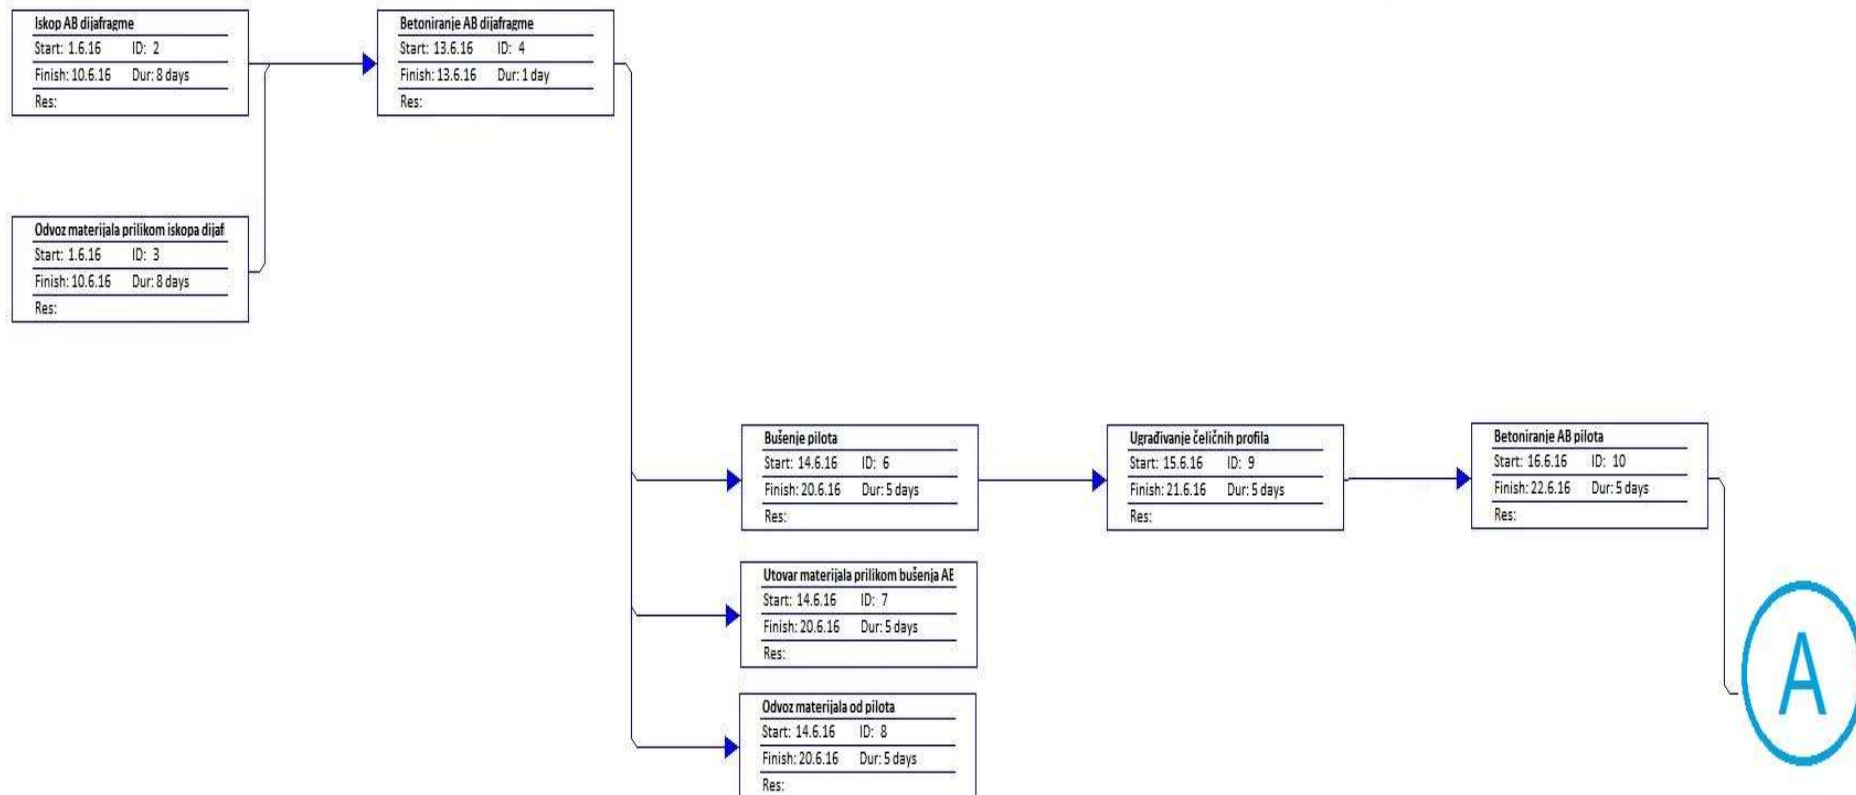 Iskop AB dijafragme
Start: 1.6.16 ID: 2
Finish: 10.6.16 Dur: 8 days
Res:
Betoniranje AB dijafragme
Start: 13.6.16 ID: 4
Finish: 13.6.16 Dur: 1 day
Res:
Odvoz materijala prilikom iskopa dijaf
Start: 1.6.16 ID: 3
Finish: 10.6.16 Dur: 8 days
Res:
Bušenje pilota
Start: 14.6.16 ID: 6
Finish: 20.6.16 Dur: 5 days
Res:
Ugrađivanje čeličnih profila
Start: 15.6.16 ID: 9
Finish: 21.6.16 Dur: 5 days
Res:
Betoniranje AB pilota
Start: 16.6.16 ID: 10
Finish: 22.6.16 Dur: 5 days
Res:
Utovar materijala prilikom bušenja AB
Start: 14.6.16 ID: 7
Finish: 20.6.16 Dur: 5 days
Res:
Odvoz materijala od pilota
Start: 14.6.16 ID: 8
Finish: 20.6.16 Dur: 5 days
Res:
A